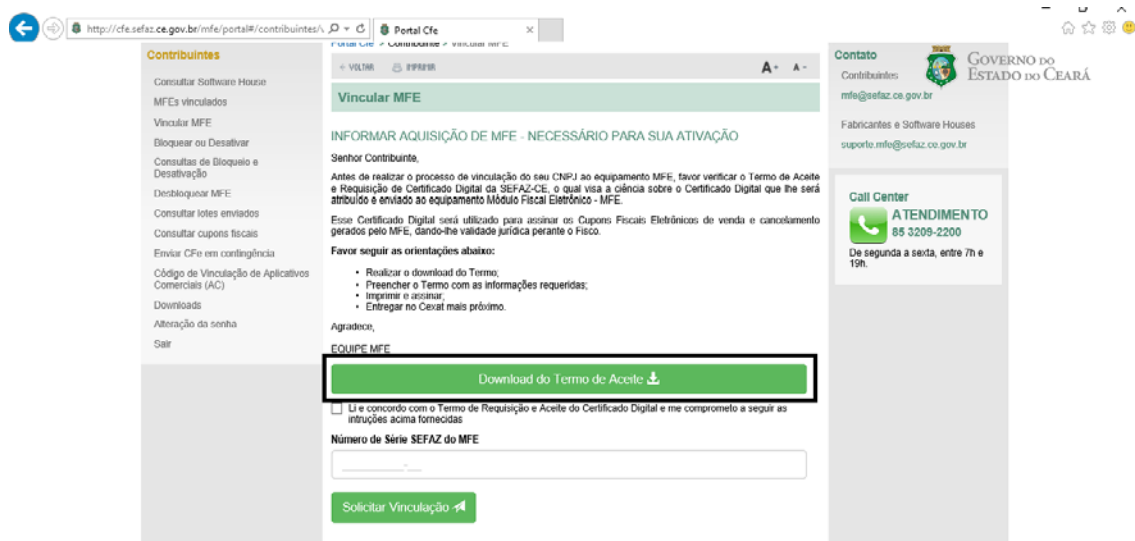 http://cfe.sefaz.ce.gov.br/mfe/portal#/contribuintes/
Portal Cfe
Portal Cfe > Contribuinte > Vincular MFE
Contribuintes
Consultar Software House
MFEs vinculados
Vincular MFE
Bloquear ou Desativar
Consultas de Bloqueio e
Desativação
Desbloquear MFE
Consultar lotes enviados
Consultar cupons fiscais
Enviar CFe em contingência
Código de Vinculação de Aplicativos
Comerciais (AC)
Downloads
Alteração da senha
Sair
VOLTAR IMPRIMIR A+ A-
Vincular MFE
INFORMAR AQUISIÇÃO DE MFE - NECESSÁRIO PARA SUA ATIVAÇÃO
Senhor Contribuinte,
Antes de realizar o processo de vinculação do seu CNPJ ao equipamento MFE, favor verificar o Termo de Aceite
e Requisição de Certificado Digital da SEFAZ-CE, o qual visa a ciência sobre o Certificado Digital que lhe será
atribuído e enviado ao equipamento Módulo Fiscal Eletrônico - MFE.
Esse Certificado Digital será utilizado para assinar os Cupons Fiscais Eletrônicos de venda e cancelamento
gerados pelo MFE, dando-lhe validade jurídica perante o Fisco.
Favor seguir as orientações abaixo:
• Realizar o download do Termo;
• Preencher o Termo com as informações requeridas;
• Imprimir e assinar;
• Entregar no Cexat mais próximo.
Agradece,
EQUIPE MFE
Download do Termo de Aceite
Li e concordo com o Termo de Requisição e Aceite do Certificado Digital e me comprometo a seguir as
intruções acima fornecidas
Número de Série SEFAZ do MFE
Solicitar Vinculação
Contato
Contribuintes
mfe@sefaz.ce.gov.br
Fabricantes e Software Houses
suporte.mfe@sefaz.ce.gov.br
GOVERNO DO
ESTADO DO CEARÁ
Call Center
ATENDIMENTO
85 3209-2200
De segunda a sexta, entre 7h e
19h.